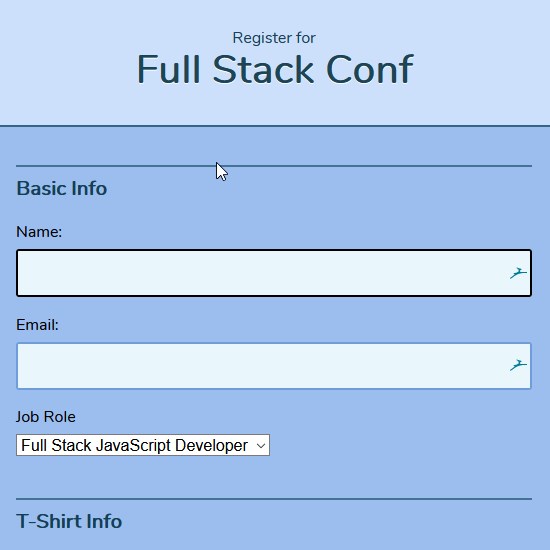 Register for
Full Stack Conf
Basic Info
Name:
Email:
Job Role
Full Stack JavaScript Developer
T-Shirt Info